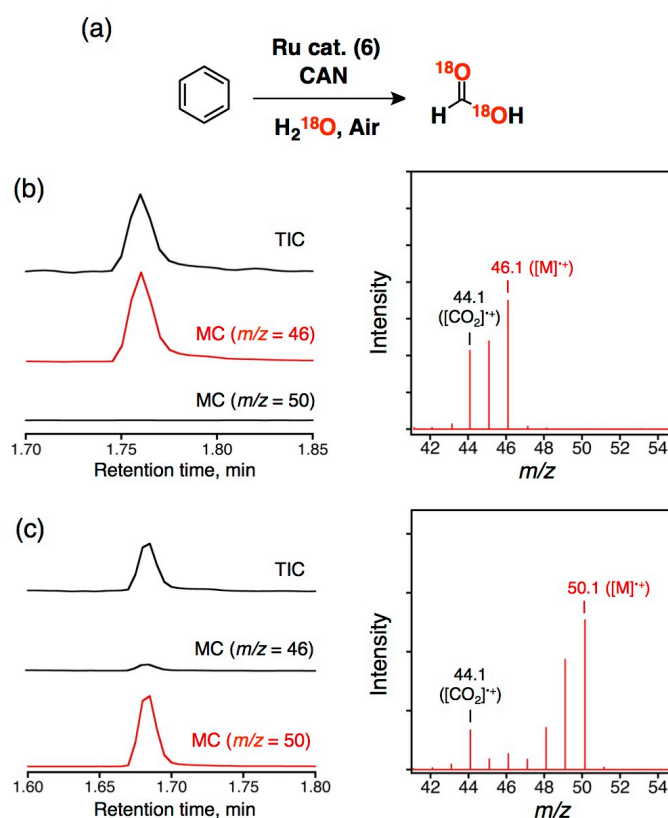 (a)
Ru cat. (6)
CAN
H₂¹⁸O, Air
¹⁸O
H ¹⁸OH
(b)
TIC
MC (m/z = 46)
MC (m/z = 50)
1.70 1.75 1.80 1.85
Retention time, min
Intensity
46.1 ([M]•⁺)
44.1
([CO₂]•⁺)
42 44 46 48 50 52 54
m/z
(c)
TIC
MC (m/z = 46)
MC (m/z = 50)
1.60 1.65 1.70 1.75 1.80
Retention time, min
Intensity
50.1 ([M]•⁺)
44.1
([CO₂]•⁺)
42 44 46 48 50 52 54
m/z